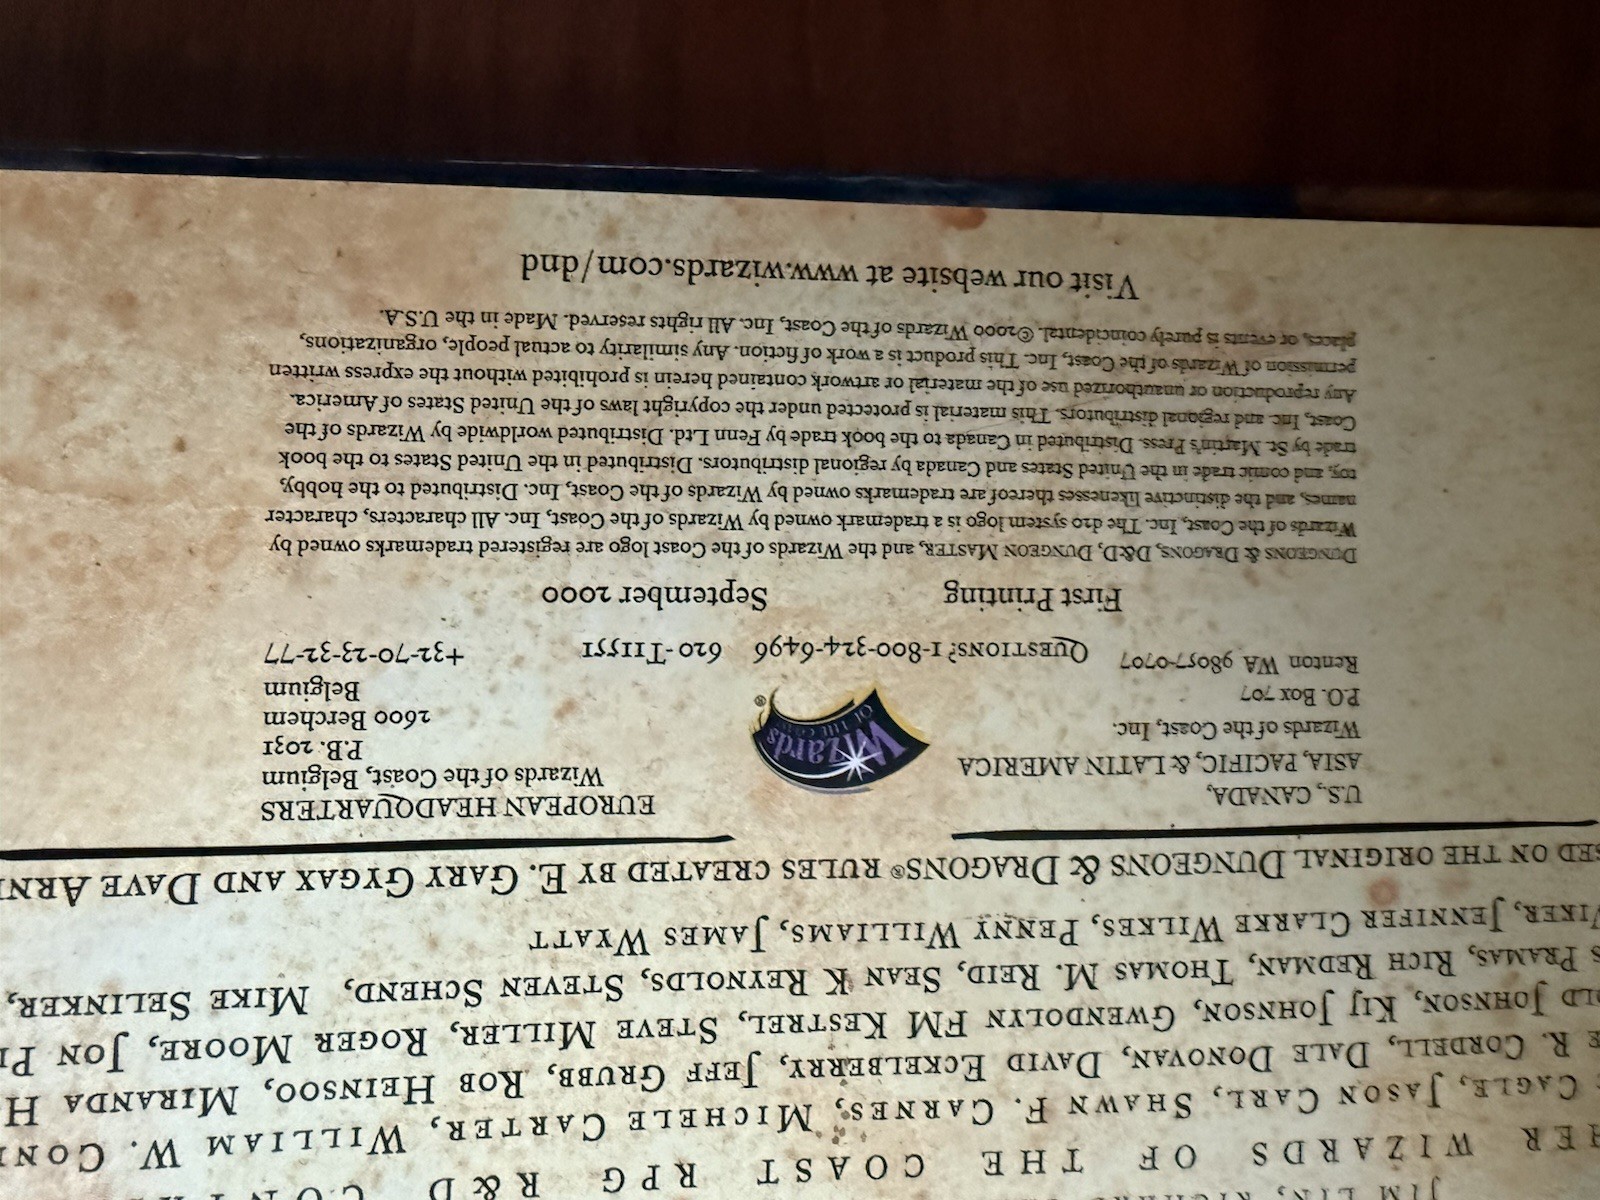 JIM LIN, RICHARD
HER WIZARDS OF THE COAST RPG R&D CONT
CAGLE, JASON CARL, SHAWN F. CARNES, MICHELE CARTER, WILLIAM W. CONN
E R. CORDELL, DALE DONOVAN, DAVID ECKELBERRY, JEFF GRUBB, ROB HEINSOO, MIRANDA H
OLD JOHNSON, KIJ JOHNSON, GWENDOLYN FM KESTREL, STEVE MILLER, ROGER MOORE, JON PI
S PRAMAS, RICH REDMAN, THOMAS M. REID, SEAN K REYNOLDS, STEVEN SCHEND, MIKE SELINKER,
WIKER, JENNIFER CLARKE WILKES, PENNY WILLIAMS, JAMES WYATT
SED ON THE ORIGINAL DUNGEONS & DRAGONS® RULES CREATED BY E. GARY GYGAX AND DAVE ARNE
U.S., CANADA,
ASIA, PACIFIC, & LATIN AMERICA
Wizards of the Coast, Inc.
P.O. Box 707
Renton WA 98057-0707
Wizards
OF THE COAST
®
EUROPEAN HEADQUARTERS
Wizards of the Coast, Belgium
P.B. 2031
2600 Berchem
Belgium
+32-70-23-32-77
QUESTIONS? 1-800-324-6496 620-T11551
First Printing September 2000
DUNGEONS & DRAGONS, D&D, DUNGEON MASTER, and the Wizards of the Coast logo are registered trademarks owned by
Wizards of the Coast, Inc. The d20 system logo is a trademark owned by Wizards of the Coast, Inc. All characters, character
names, and the distinctive likenesses thereof are trademarks owned by Wizards of the Coast, Inc. Distributed to the hobby,
toy, and comic trade in the United States and Canada by regional distributors. Distributed in the United States to the book
trade by St. Martin's Press. Distributed in Canada to the book trade by Fenn Ltd. Distributed worldwide by Wizards of the
Coast, Inc. and regional distributors. This material is protected under the copyright laws of the United States of America.
Any reproduction or unauthorized use of the material or artwork contained herein is prohibited without the express written
permission of Wizards of the Coast, Inc. This product is a work of fiction. Any similarity to actual people, organizations,
places, or events is purely coincidental. ©2000 Wizards of the Coast, Inc. All rights reserved. Made in the U.S.A.
Visit our website at www.wizards.com/dnd